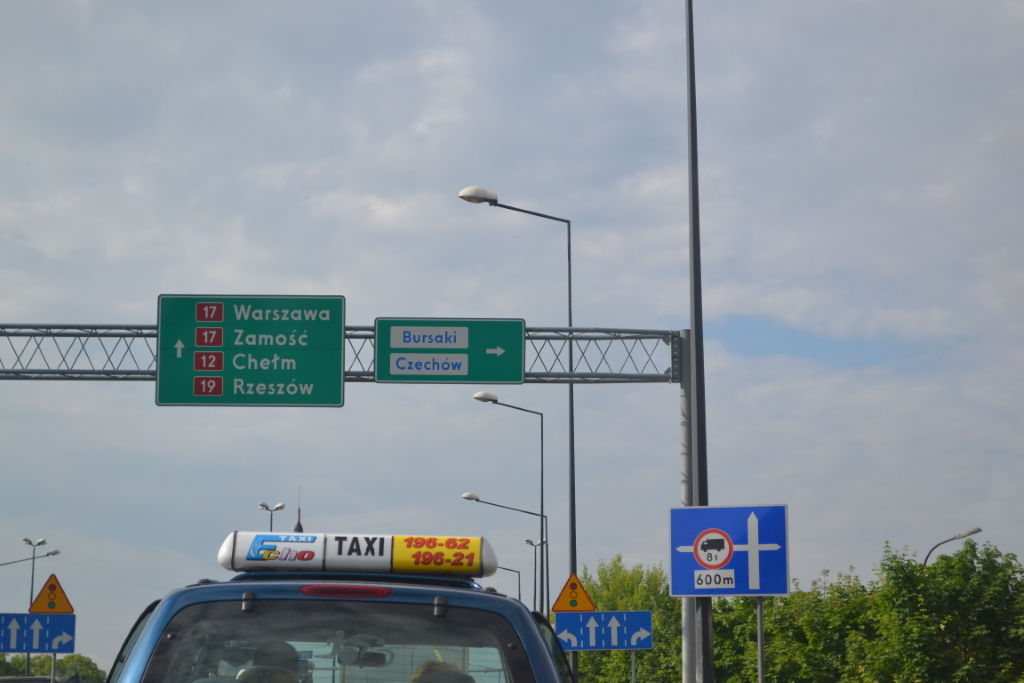 17 Warszawa
17 Zamość
12 Chełm
19 Rzeszów
Bursaki
Czechów
8t
600m
TAXI
Echo
TAXI
196-62
196-21